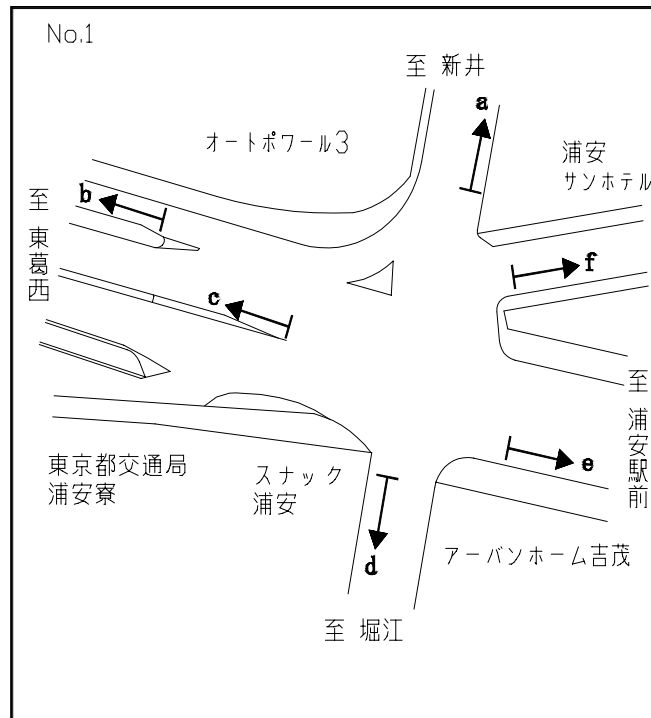 No.1
至 新井
a
オートポワール3
浦安
サンホテル
b
至 東葛西
f
c
至 浦安駅前
東京都交通局
浦安寮
スナック
浦安
e
d
アーバンホーム吉茂
至 堀江